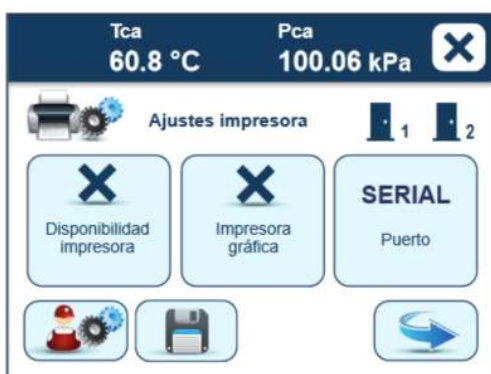 Tca Pca
60.8 °C 100.06 kPa
Ajustes impresora 1 2
SERIAL
Disponibilidad Impresora Puerto
impresora gráfica